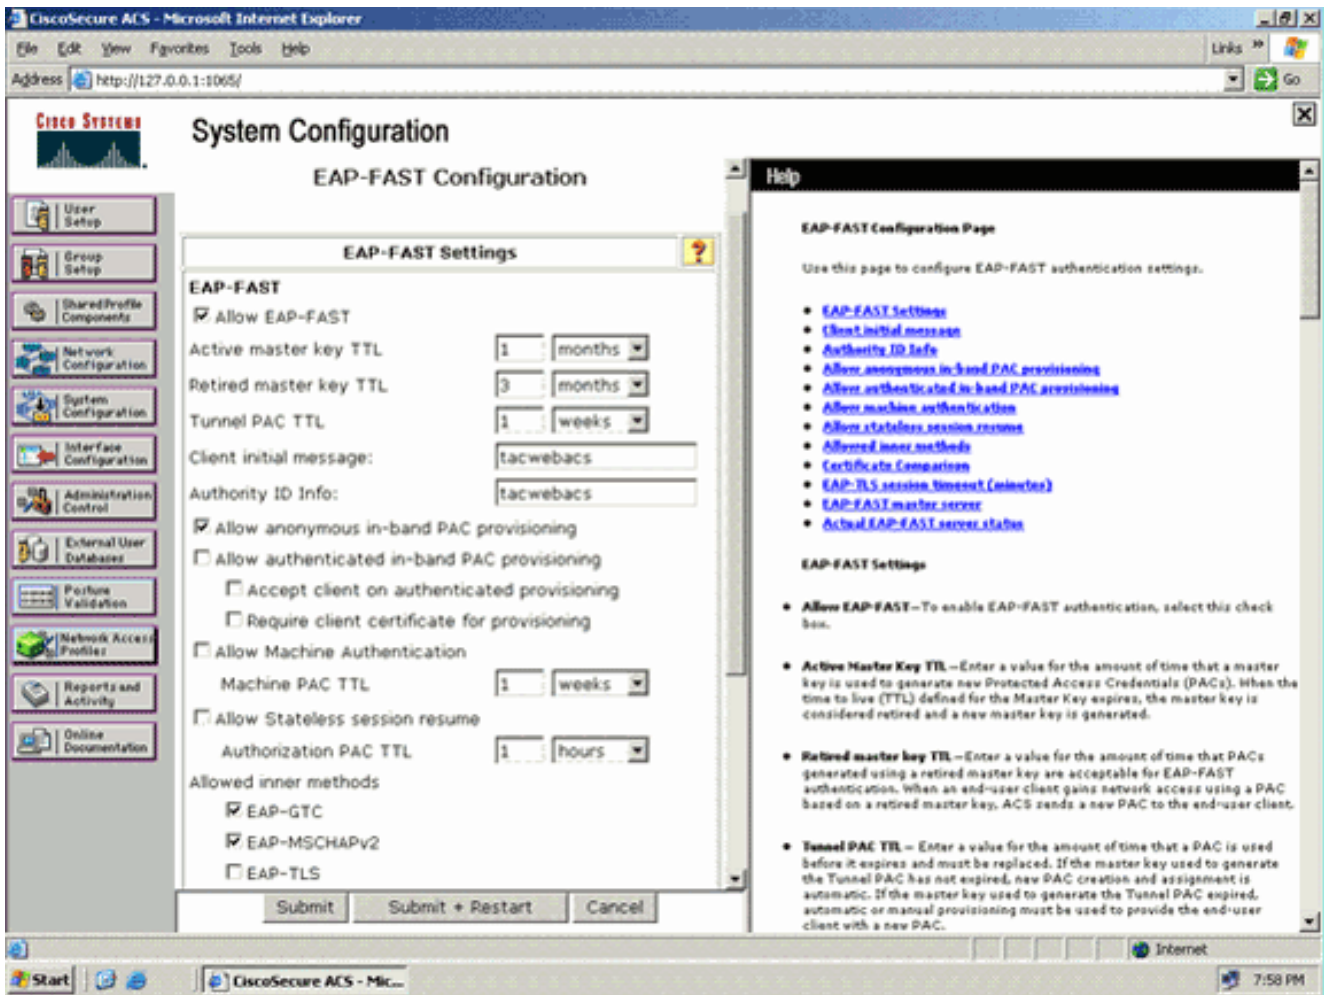 CiscoSecure ACS - Microsoft Internet Explorer
File Edit View Favorites Tools Help
Links »
Address http://127.0.0.1:1065/
Go
CISCO SYSTEMS
System Configuration
EAP-FAST Configuration
User Setup
Group Setup
Shared Profile Components
Network Configuration
System Configuration
Interface Configuration
Administration Control
External User Databases
Posture Validation
Network Access Profiles
Reports and Activity
Online Documentation
EAP-FAST Settings
?
EAP-FAST
Allow EAP-FAST
Active master key TTL 1 months
Retired master key TTL 3 months
Tunnel PAC TTL 1 weeks
Client initial message: tacwebacs
Authority ID Info: tacwebacs
Allow anonymous in-band PAC provisioning
Allow authenticated in-band PAC provisioning
Accept client on authenticated provisioning
Require client certificate for provisioning
Allow Machine Authentication
Machine PAC TTL 1 weeks
Allow Stateless session resume
Authorization PAC TTL 1 hours
Allowed inner methods
EAP-GTC
EAP-MSCHAPv2
EAP-TLS
Submit Submit + Restart Cancel
Help
EAP-FAST Configuration Page
Use this page to configure EAP-FAST authentication settings.
• EAP-FAST Settings
• Client initial message
• Authority ID Info
• Allow anonymous in-band PAC provisioning
• Allow authenticated in-band PAC provisioning
• Allow machine authentication
• Allow stateless session resume
• Allowed inner methods
• Certificate Comparison
• EAP-TLS session timeout (minutes)
• EAP-FAST master server
• Actual EAP-FAST server status
EAP-FAST Settings
• Allow EAP-FAST—To enable EAP-FAST authentication, select this check
box.
• Active Master Key TTL—Enter a value for the amount of time that a master
key is used to generate new Protected Access Credentials (PACs). When the
time to live (TTL) defined for the Master Key expires, the master key is
considered retired and a new master key is generated.
• Retired master key TTL—Enter a value for the amount of time that PACs
generated using a retired master key are acceptable for EAP-FAST
authentication. When an end-user client gains network access using a PAC
based on a retired master key, ACS sends a new PAC to the end-user client.
• Tunnel PAC TTL— Enter a value for the amount of time that a PAC is used
before it expires and must be replaced. If the master key used to generate
the Tunnel PAC has not expired, new PAC creation and assignment is
automatic. If the master key used to generate the Tunnel PAC expired,
automatic or manual provisioning must be used to provide the end-user
client with a new PAC.
Internet
Start
CiscoSecure ACS - Mic...
7:58 PM